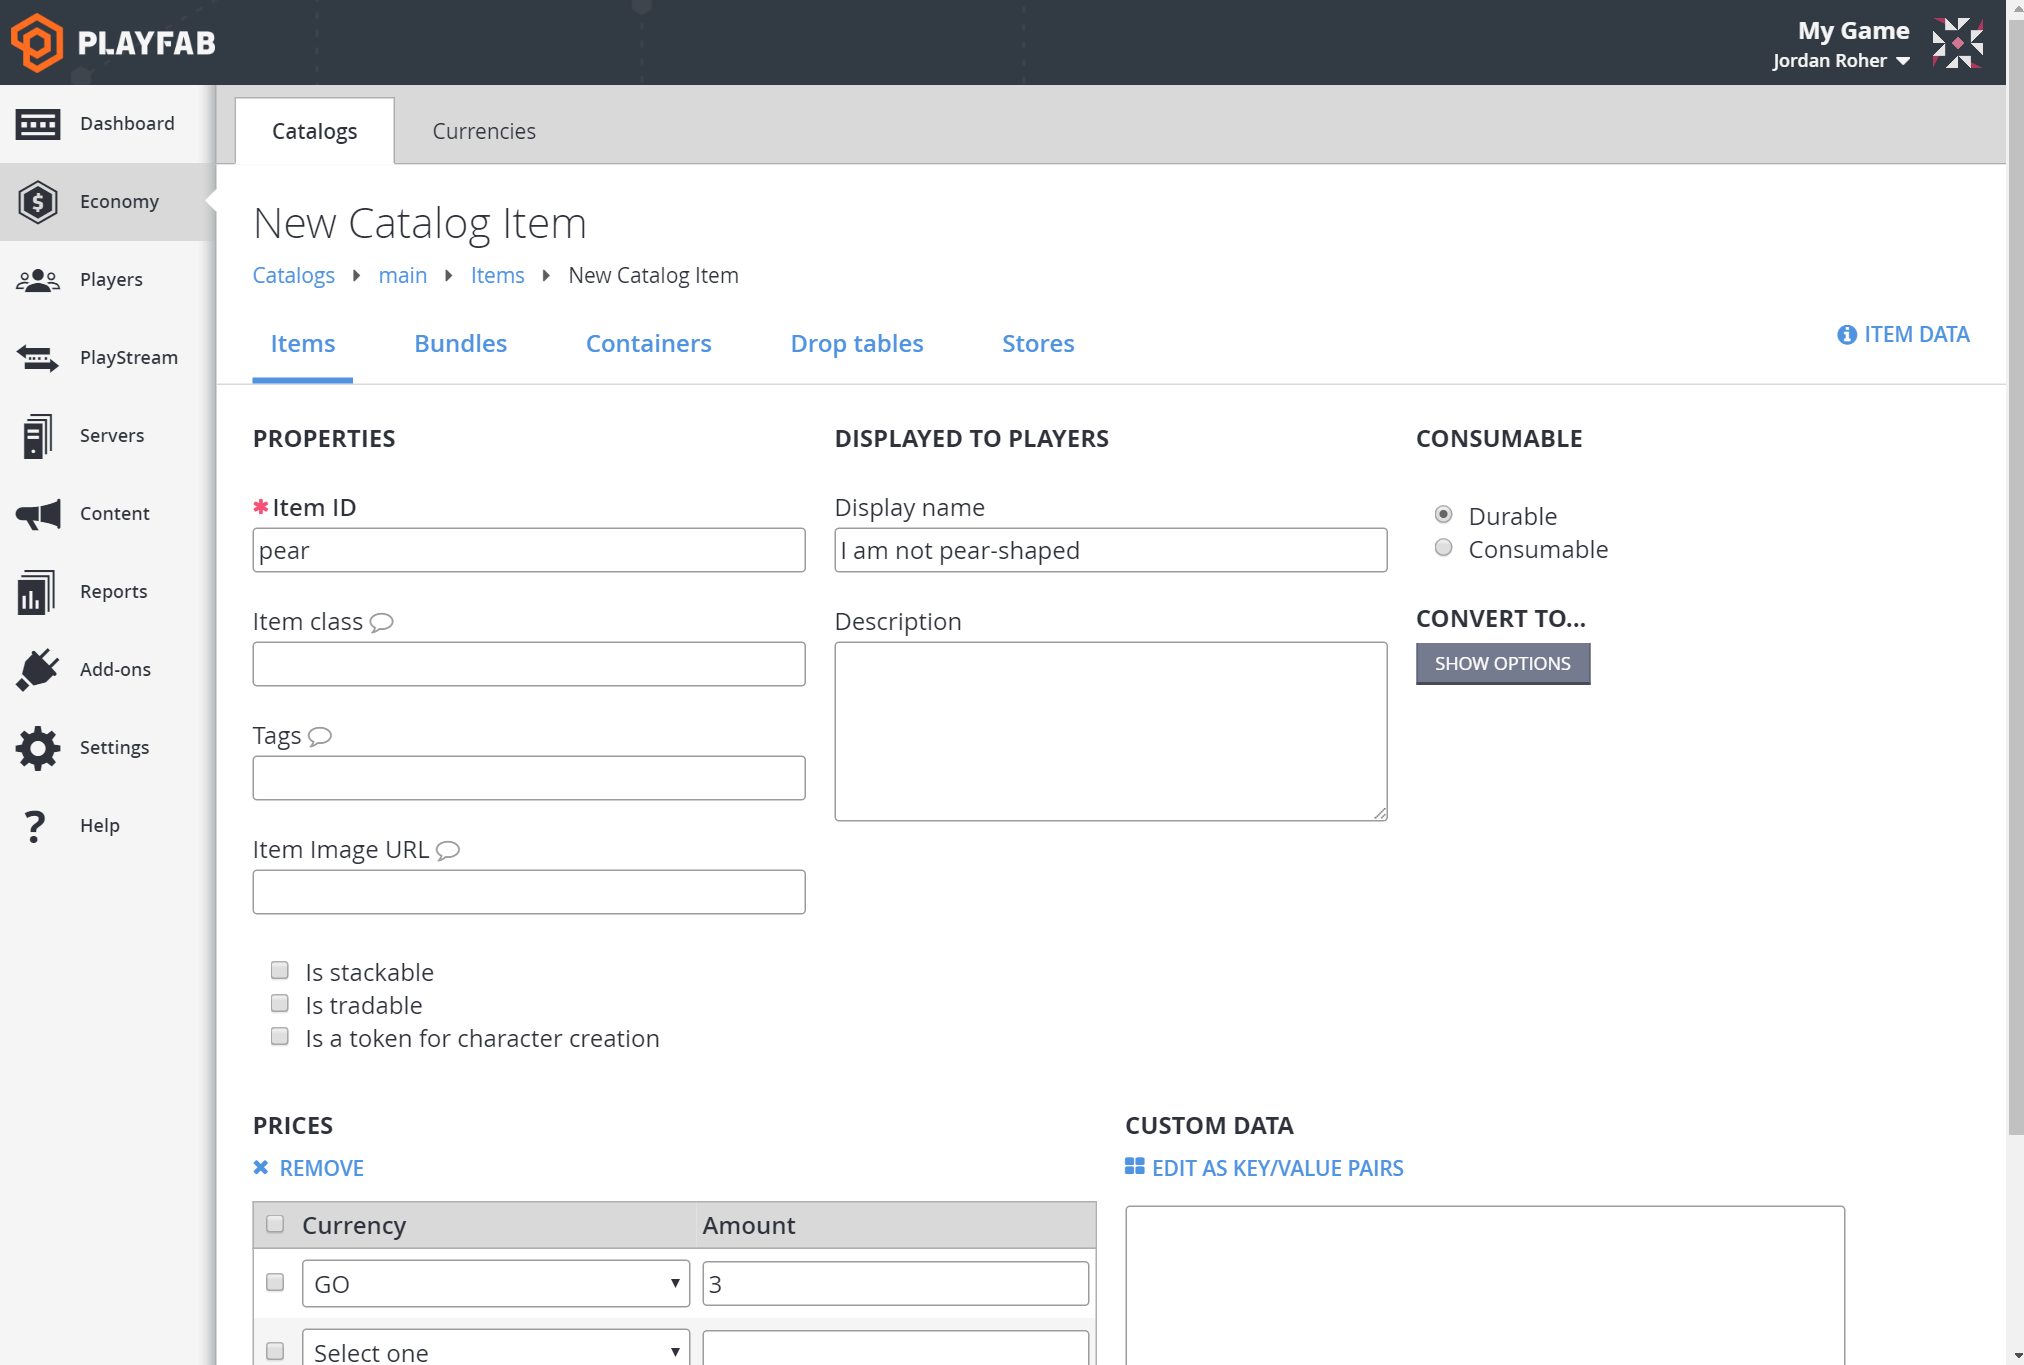 PLAYFAB
My Game
Jordan Roher
Dashboard
Economy
Players
PlayStream
Servers
Content
Reports
Add-ons
Settings
Help
Catalogs
Currencies
New Catalog Item
Catalogs main Items New Catalog Item
Items
Bundles
Containers
Drop tables
Stores
ITEM DATA
PROPERTIES
* Item ID
pear
Item class
Tags
Item Image URL
Is stackable
Is tradable
Is a token for character creation
DISPLAYED TO PLAYERS
Display name
I am not pear-shaped
Description
CONSUMABLE
Durable
Consumable
CONVERT TO...
SHOW OPTIONS
PRICES
REMOVE
Currency Amount
GO 3
Select one
CUSTOM DATA
EDIT AS KEY/VALUE PAIRS